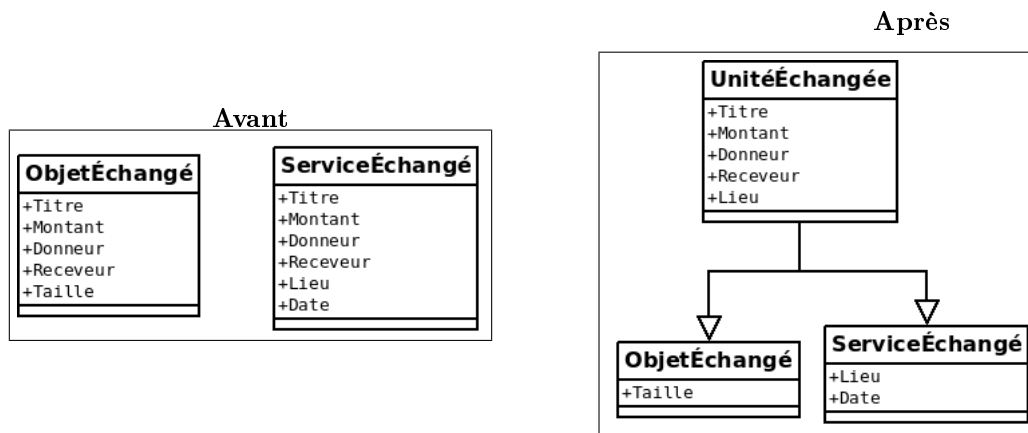 Avant
ObjetÉchangé
+Titre
+Montant
+Donneur
+Receveur
+Taille
ServiceÉchangé
+Titre
+Montant
+Donneur
+Receveur
+Lieu
+Date
Après
UnitéÉchangée
+Titre
+Montant
+Donneur
+Receveur
+Lieu
ObjetÉchangé
+Taille
ServiceÉchangé
+Lieu
+Date